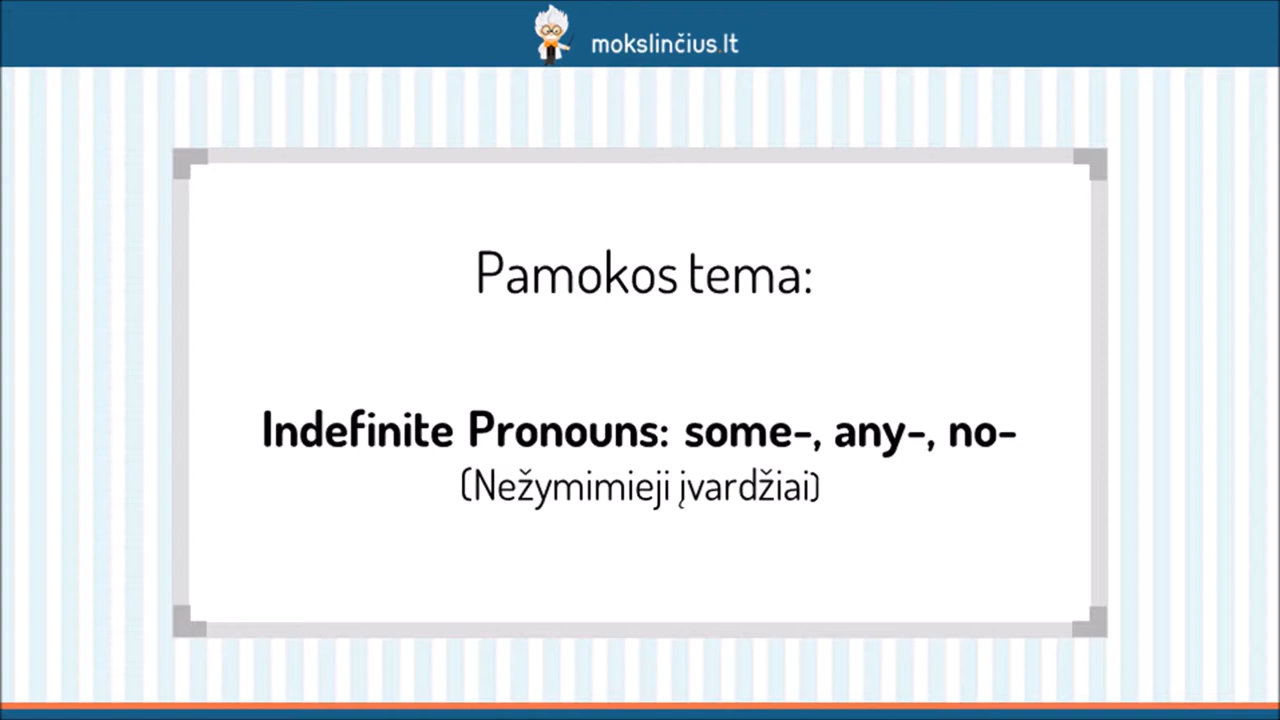 mokslinčius.lt
Pamokos tema:
Indefinite Pronouns: some-, any-, no-
(Nežymimieji įvardžiai)